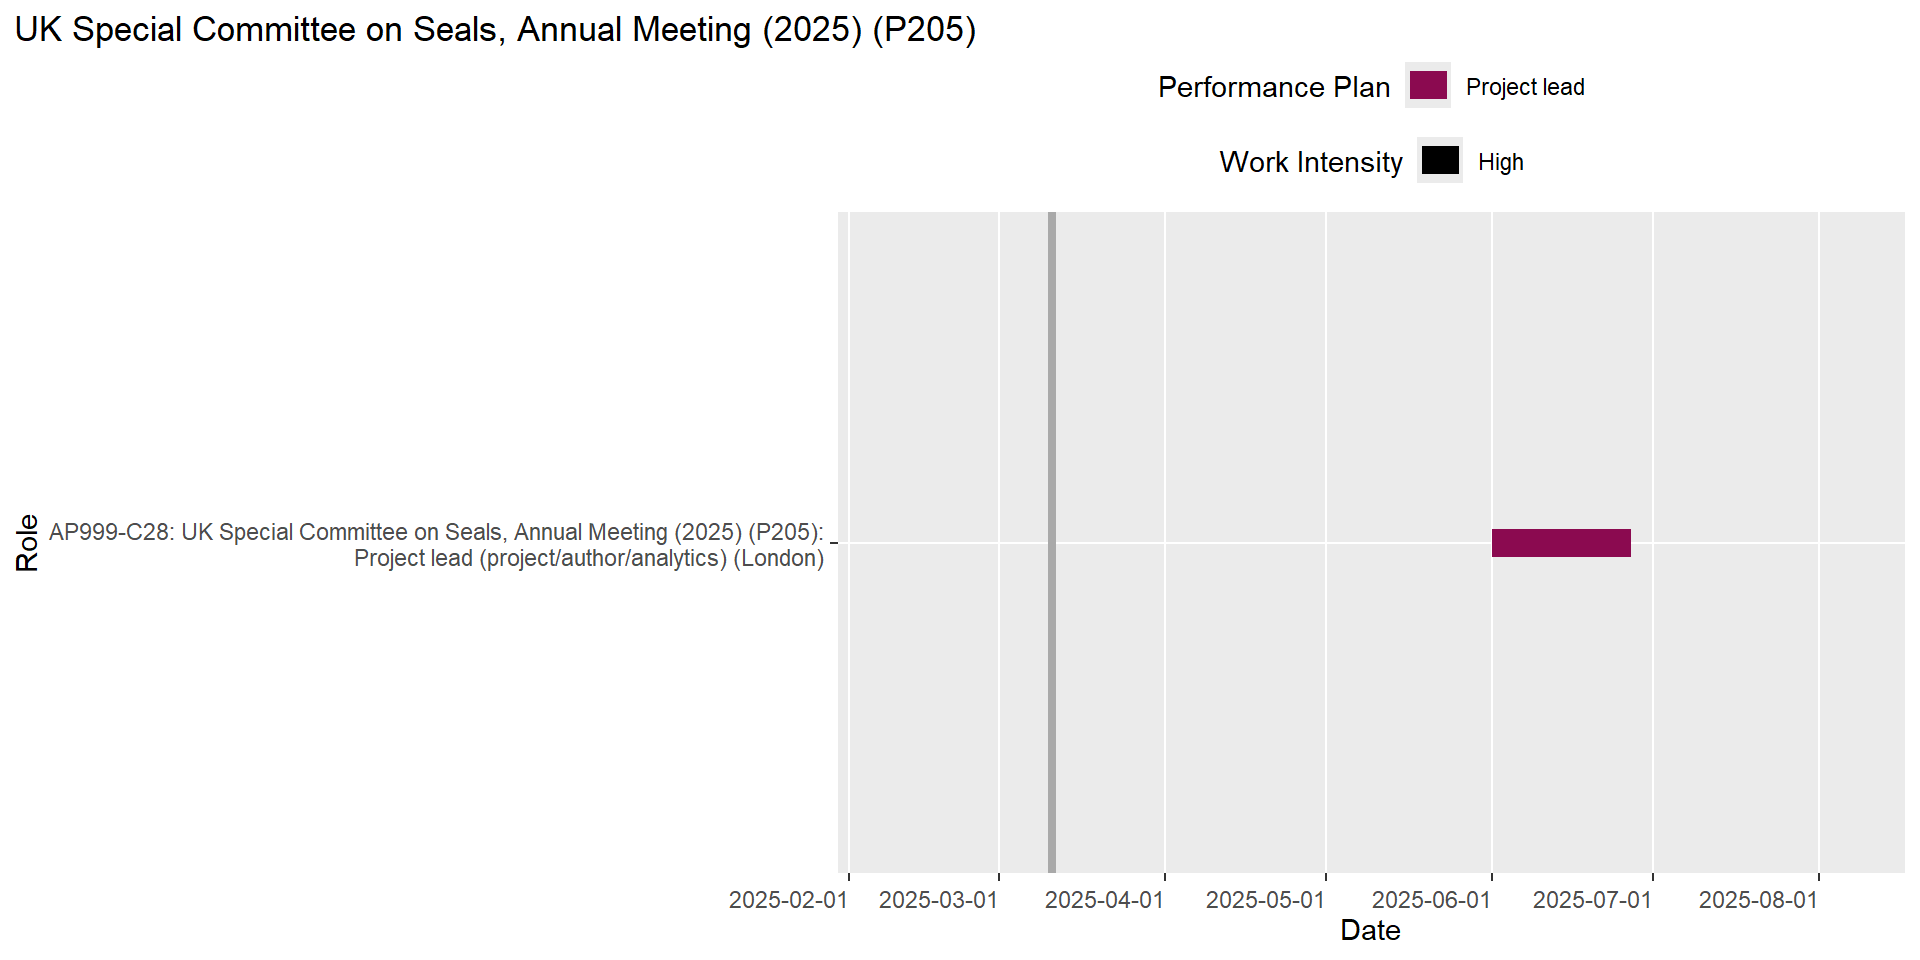 UK Special Committee on Seals, Annual Meeting (2025) (P205)
Performance Plan Project lead
Work Intensity High
Role
AP999-C28: UK Special Committee on Seals, Annual Meeting (2025) (P205):
Project lead (project/author/analytics) (London)
2025-02-01 2025-03-01 2025-04-01 2025-05-01 2025-06-01 2025-07-01 2025-08-01
Date